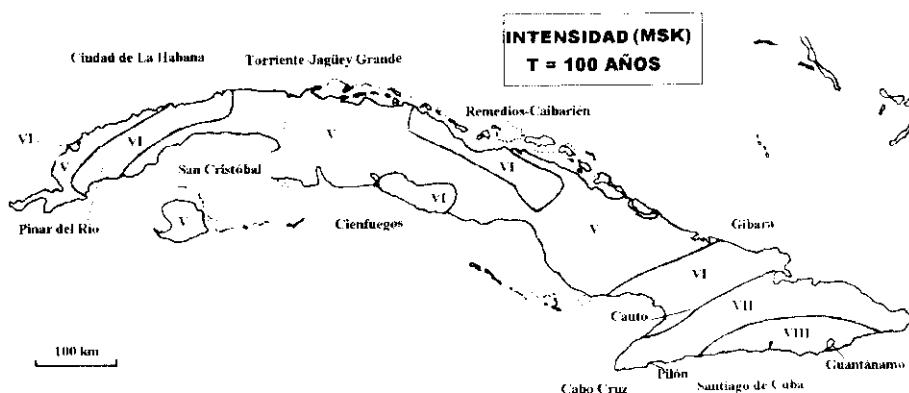 INTENSIDAD (MSK)
T = 100 AÑOS
Ciudad de La Habana
Torriente-Jagüey Grande
Remedios-Caibarién
VI
VI
V
V
VI
San Cristóbal
VI
V
Pinar del Río
Cienfuegos
V
Gibara
VI
VII
Cauto
VIII
100 km
Guantánamo
Pilón
Cabo Cruz
Santiago de Cuba